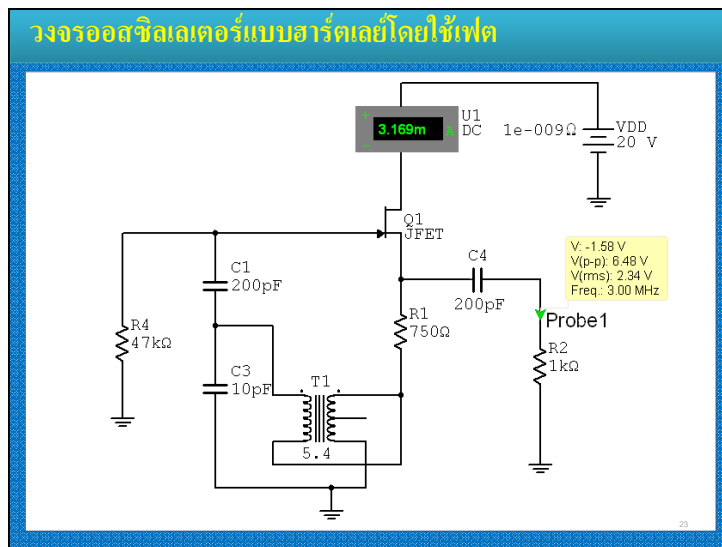 วงจรออสซิลเลเตอร์แบบฮาร์ตเลย์โดยใช้เฟต
U1
+
3.169m
A
DC
1e-009Ω
-
VDD
20 V
Q1
JFET
C4
200pF
V: -1.58 V
V(p-p): 6.48 V
V(rms): 2.34 V
Freq.: 3.00 MHz
C1
200pF
R4
47kΩ
R1
750Ω
Probe1
R2
1kΩ
C3
10pF
T1
5.4
23